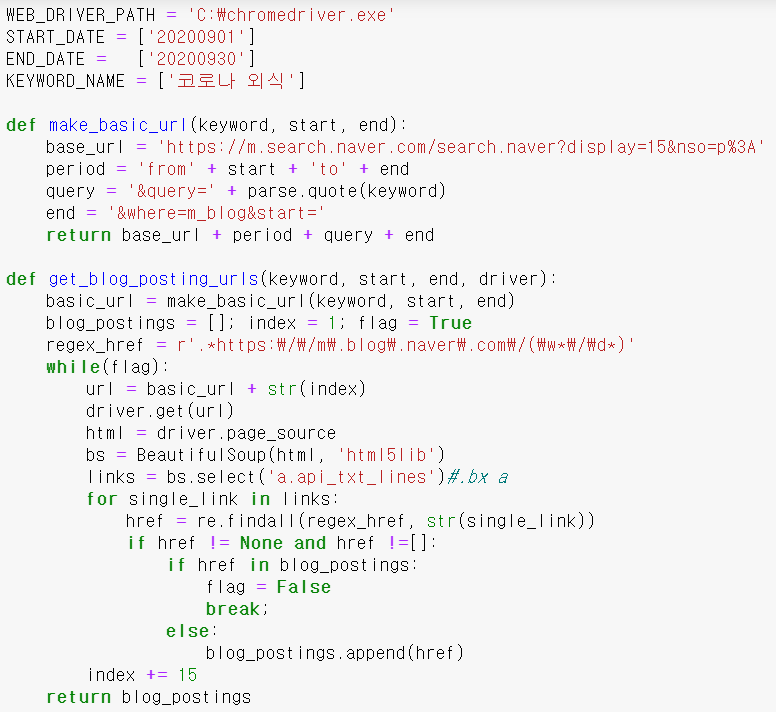 WEB_DRIVER_PATH = 'C:₩chromedriver.exe'
START_DATE = ['20200901']
END_DATE =   ['20200930']
KEYWORD_NAME = ['코로나 외식']

def make_basic_url(keyword, start, end):
    base_url = 'https://m.search.naver.com/search.naver?display=15&nso=p%3A'
    period = 'from' + start + 'to' + end
    query = '&query=' + parse.quote(keyword)
    end = '&where=m_blog&start='
    return base_url + period + query + end

def get_blog_posting_urls(keyword, start, end, driver):
    basic_url = make_basic_url(keyword, start, end)
    blog_postings = []; index = 1; flag = True
    regex_href = r'.*https:₩/₩/m₩.blog₩.naver₩.com₩/(₩w*₩/₩d*)'
    while(flag):
        url = basic_url + str(index)
        driver.get(url)
        html = driver.page_source
        bs = BeautifulSoup(html, 'html5lib')
        links = bs.select('a.api_txt_lines')#.bx a
        for single_link in links:
            href = re.findall(regex_href, str(single_link))
            if href != None and href !=[]:
                if href in blog_postings:
                    flag = False
                    break;
                else:
                    blog_postings.append(href)
        index += 15
    return blog_postings